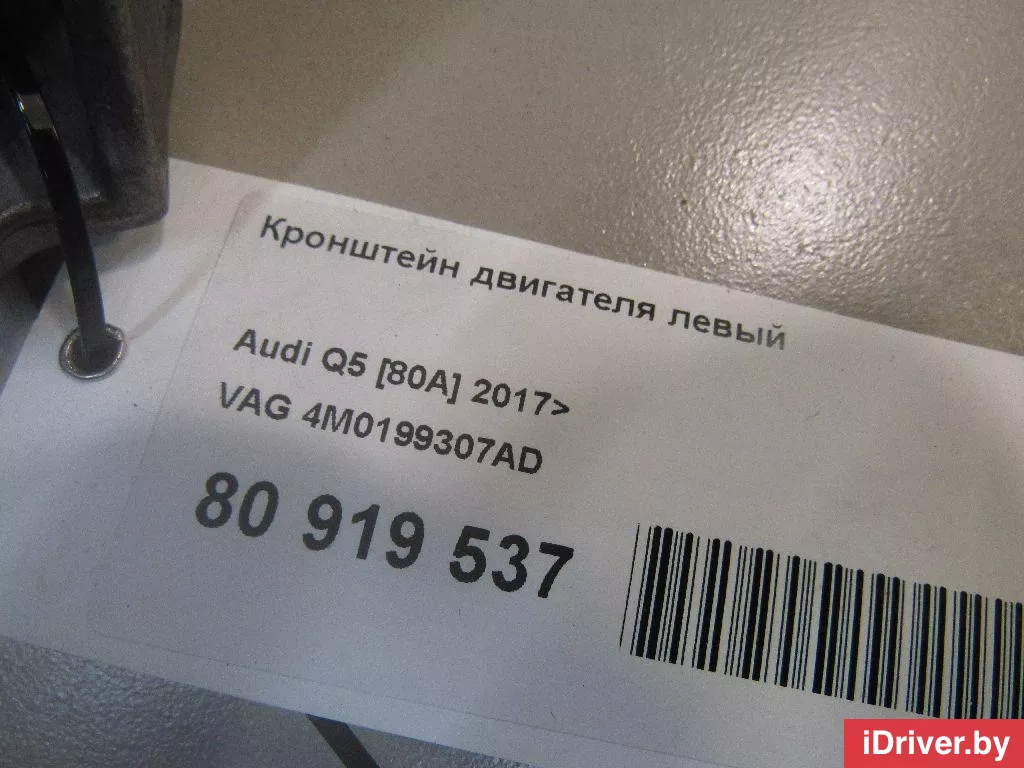 Кронштейн двигателя левый
Audi Q5 [80A] 2017>
VAG 4M0199307AD
80 919 537
iDriver.by